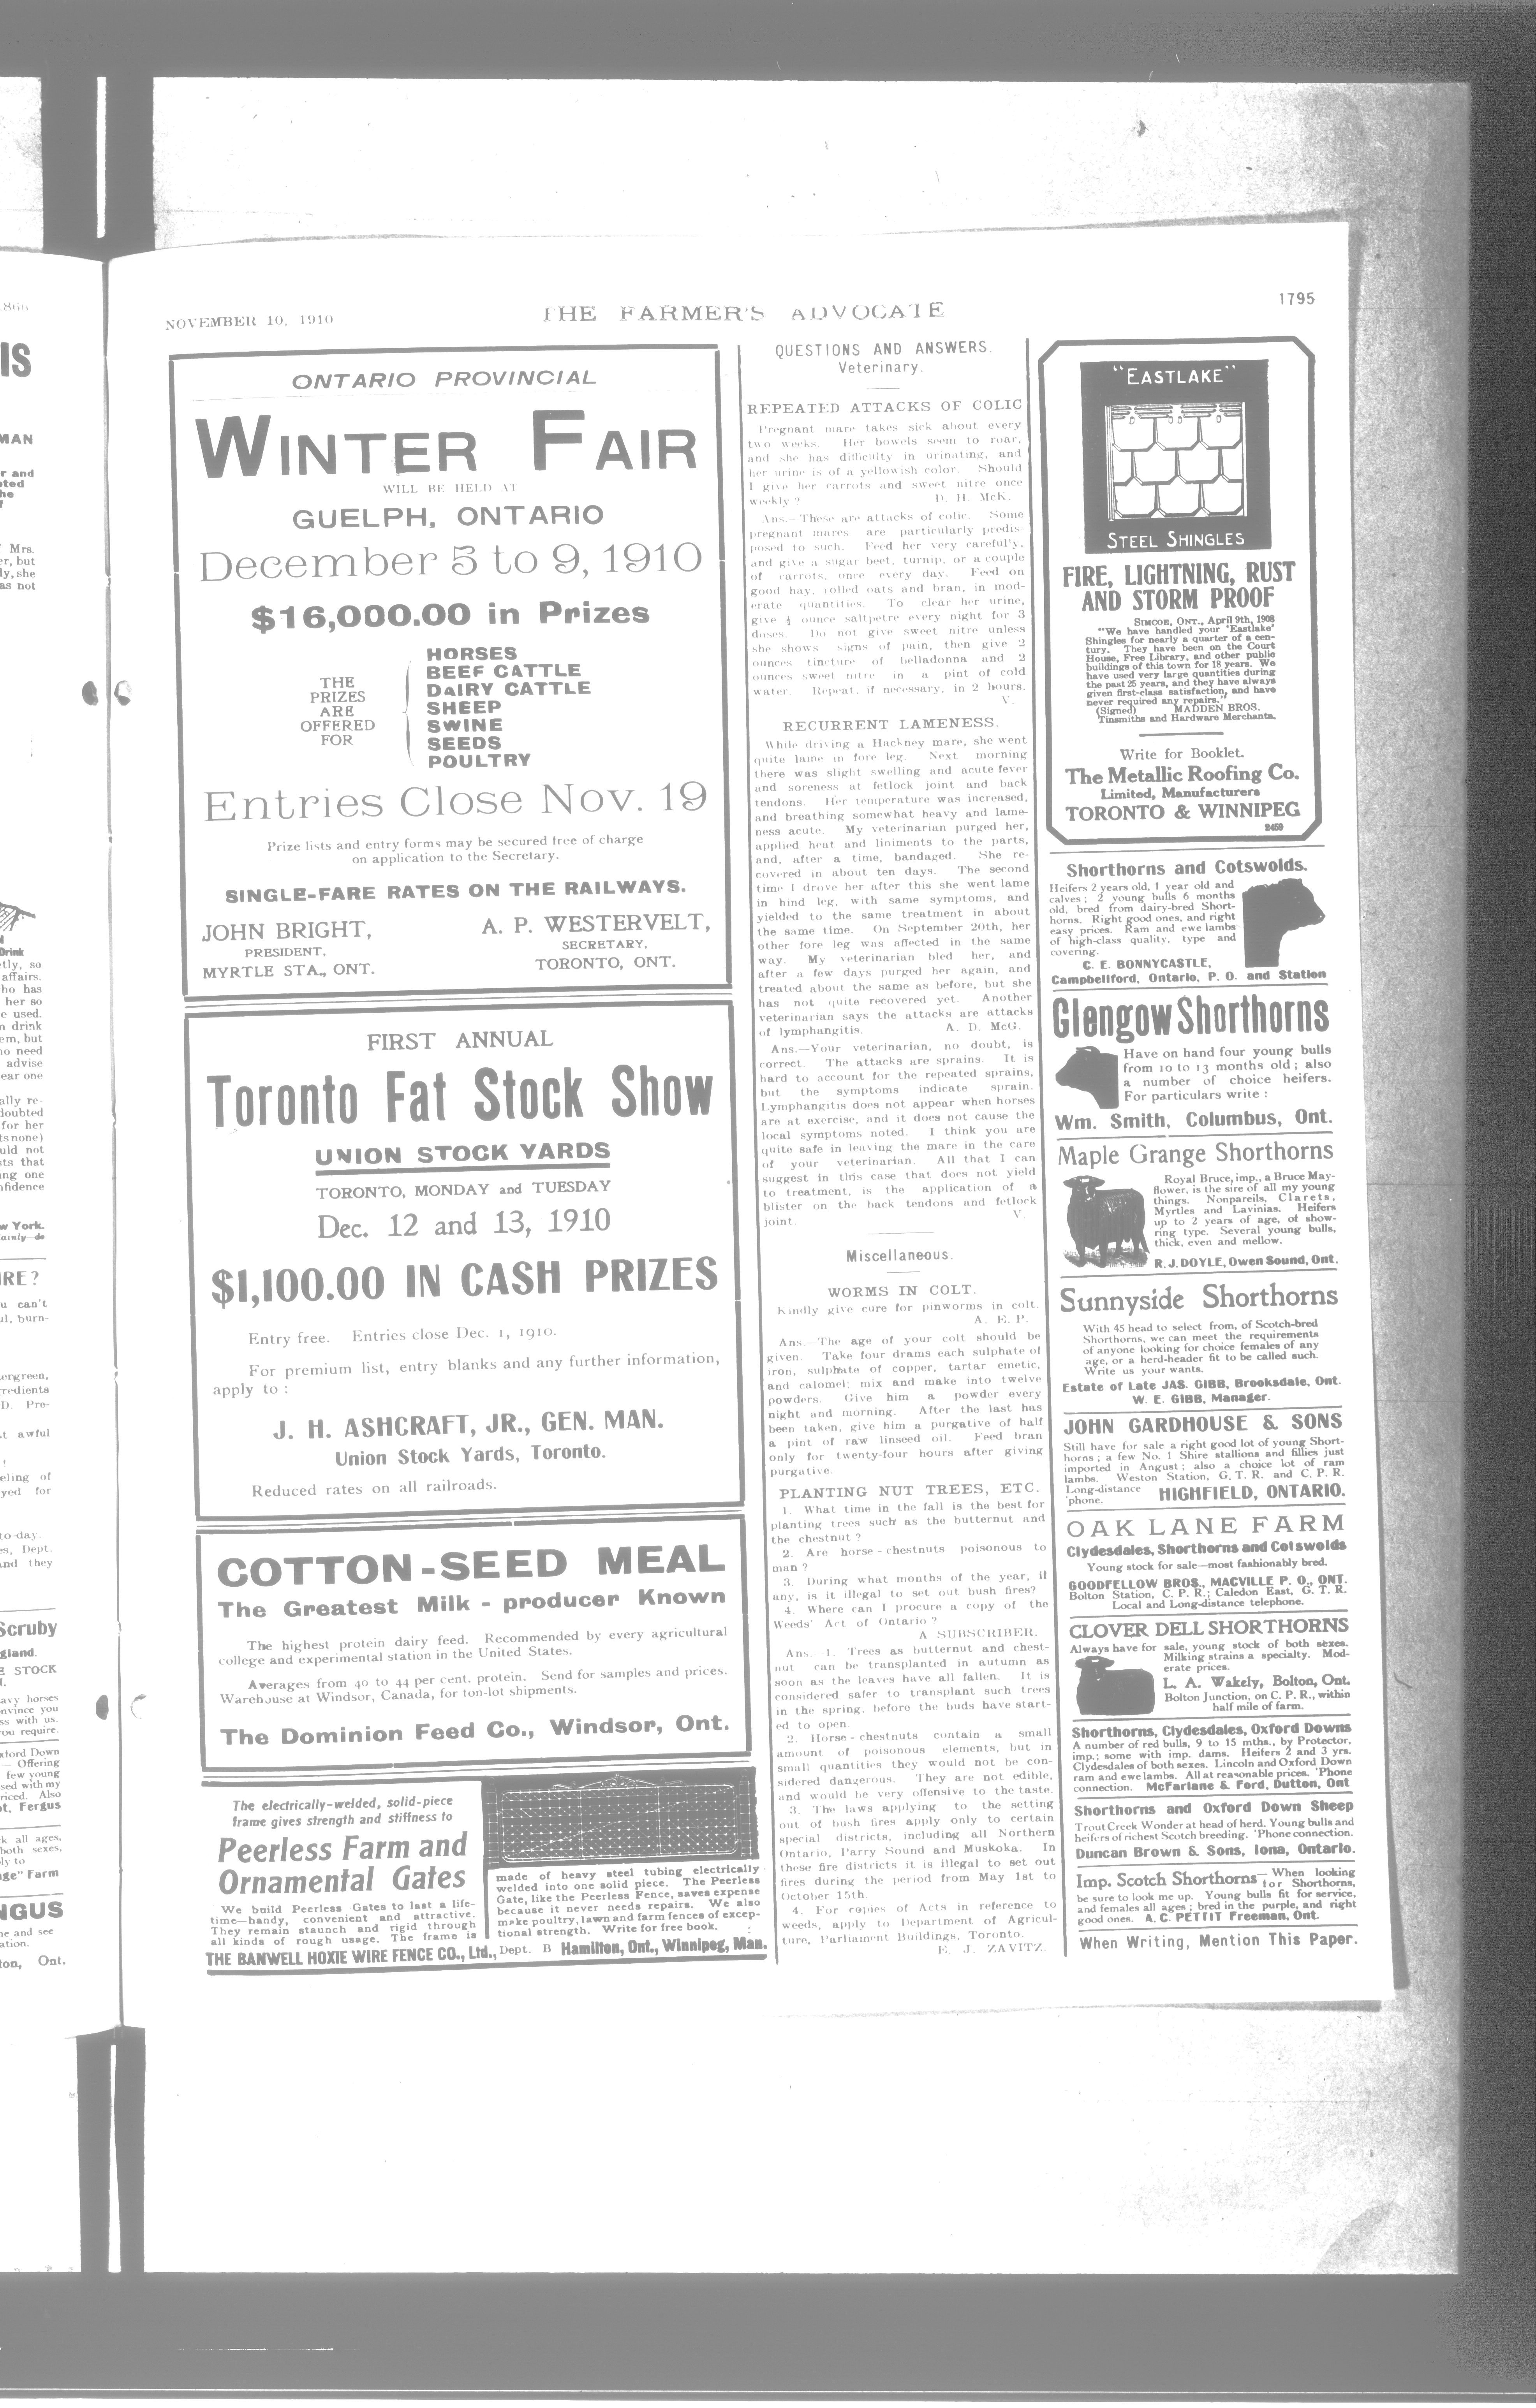 NOVEMBER 10, 1910
THE FARMER'S ADVOCATE
1795
ONTARIO PROVINCIAL
WINTER FAIR
WILL BE HELD AT
GUELPH, ONTARIO
December 5 to 9, 1910
$16,000.00 in Prizes
THE
PRIZES
ARE
OFFERED
FOR
HORSES
BEEF CATTLE
DAIRY CATTLE
SHEEP
SWINE
SEEDS
POULTRY
Entries Close Nov. 19
Prize lists and entry forms may be secured free of charge
on application to the Secretary.
SINGLE-FARE RATES ON THE RAILWAYS.
JOHN BRIGHT,
PRESIDENT,
MYRTLE STA., ONT.
A. P. WESTERVELT,
SECRETARY,
TORONTO, ONT.
FIRST ANNUAL
Toronto Fat Stock Show
UNION STOCK YARDS
TORONTO, MONDAY and TUESDAY
Dec. 12 and 13, 1910
$1,100.00 IN CASH PRIZES
Entry free. Entries close Dec. 1, 1910.
For premium list, entry blanks and any further information,
apply to :
J. H. ASHCRAFT, JR., GEN. MAN.
Union Stock Yards, Toronto.
Reduced rates on all railroads.
COTTON-SEED MEAL
The Greatest Milk - producer Known
The highest protein dairy feed. Recommended by every agricultural
college and experimental station in the United States.
Averages from 40 to 44 per cent. protein. Send for samples and prices.
Warehouse at Windsor, Canada, for ton-lot shipments.
The Dominion Feed Co., Windsor, Ont.
The electrically-welded, solid-piece
frame gives strength and stiffness to
Peerless Farm and
Ornamental Gates
We build Peerless Gates to last a life-
time—handy, convenient and attractive.
They remain staunch and rigid through
all kinds of rough usage. The frame is
made of heavy steel tubing electrically
welded into one solid piece. The Peerless
Gate, like the Peerless Fence, saves expense
because it never needs repairs. We also
make poultry, lawn and farm fences of excep-
tional strength. Write for free book.
THE BANWELL HOXIE WIRE FENCE CO., Ltd., Dept. B Hamilton, Ont., Winnipeg, Man.
QUESTIONS AND ANSWERS.
Veterinary.
REPEATED ATTACKS OF COLIC
Pregnant mare takes sick about every
two weeks. Her bowels seem to roar,
and she has difficulty in urinating, and
her urine is of a yellowish color. Should
I give her carrots and sweet nitre once
weekly ? D. H. McK.
Ans.—These are attacks of colic. Some
pregnant mares are particularly predis-
posed to such. Feed her very carefully,
and give a sugar beet, turnip, or a couple
of carrots, once every day. Feed on
good hay, rolled oats and bran, in mod-
erate quantities. To clear her urine,
give ½ ounce saltpetre every night for 3
doses. Do not give sweet nitre unless
she shows signs of pain, then give 2
ounces tincture of belladonna and 2
ounces sweet nitre in a pint of cold
water. Repeat, if necessary, in 2 hours.
V.
RECURRENT LAMENESS.
While driving a Hackney mare, she went
quite lame in fore leg. Next morning
there was slight swelling and acute fever
and soreness at fetlock joint and back
tendons. Her temperature was increased,
and breathing somewhat heavy and lame-
ness acute. My veterinarian purged her,
applied heat and liniments to the parts,
and, after a time, bandaged. She re-
covered in about ten days. The second
time I drove her after this she went lame
in hind leg, with same symptoms, and
yielded to the same treatment in about
the same time. On September 20th, her
other fore leg was affected in the same
way. My veterinarian bled her, and
after a few days purged her again, and
treated about the same as before, but she
has not quite recovered yet. Another
veterinarian says the attacks are attacks
of lymphangitis. A. D. McG.
Ans.—Your veterinarian, no doubt, is
correct. The attacks are sprains. It is
hard to account for the repeated sprains,
but the symptoms indicate sprain.
Lymphangitis does not appear when horses
are at exercise, and it does not cause the
local symptoms noted. I think you are
quite safe in leaving the mare in the care
of your veterinarian. All that I can
suggest in this case that does not yield
to treatment, is the application of a
blister on the back tendons and fetlock
joint. V.
Miscellaneous.
WORMS IN COLT.
Kindly give cure for pinworms in colt.
A. E. P.
Ans.—The age of your colt should be
given. Take four drams each sulphate of
iron, sulphate of copper, tartar emetic,
and calomel; mix and make into twelve
powders. Give him a powder every
night and morning. After the last has
been taken, give him a purgative of half
a pint of raw linseed oil. Feed bran
only for twenty-four hours after giving
purgative.
PLANTING NUT TREES, ETC.
1. What time in the fall is the best for
planting trees such as the butternut and
the chestnut ?
2. Are horse-chestnuts poisonous to
man ?
3. During what months of the year, if
any, is it illegal to set out bush fires?
4. Where can I procure a copy of the
Weeds' Act of Ontario ?
A SUBSCRIBER.
Ans.—1. Trees as butternut and chest-
nut can be transplanted in autumn as
soon as the leaves have all fallen. It is
considered safer to transplant such trees
in the spring, before the buds have start-
ed to open.
2. Horse-chestnuts contain a small
amount of poisonous elements, but in
small quantities they would not be con-
sidered dangerous. They are not edible,
and would be very offensive to the taste.
3. The laws applying to the setting
out of bush fires apply only to certain
special districts, including all Northern
Ontario, Parry Sound and Muskoka. In
these fire districts it is illegal to set out
fires during the period from May 1st to
October 15th.
4. For copies of Acts in reference to
weeds, apply to Department of Agricul-
ture, Parliament Buildings, Toronto.
E. J. ZAVITZ.
"EASTLAKE"
STEEL SHINGLES
FIRE, LIGHTNING, RUST
AND STORM PROOF
SIMCOE, ONT., April 9th, 1908
"We have handled your 'Eastlake'
Shingles for nearly a quarter of a cen-
tury. They have been on the Court
House, Free Library, and other public
buildings of this town for 18 years. We
have used very large quantities during
the past 25 years, and they have always
given first-class satisfaction, and have
never required any repairs."
(Signed) MADDEN BROS.
Tinsmiths and Hardware Merchants.
Write for Booklet.
The Metallic Roofing Co.
Limited, Manufacturers
TORONTO & WINNIPEG
2459
Shorthorns and Cotswolds.
Heifers 2 years old, 1 year old and
calves ; 2 young bulls 6 months
old, bred from dairy-bred Short-
horns. Right good ones, and right
easy prices. Ram and ewe lambs
of high-class quality, type and
covering.
C. E. BONNYCASTLE,
Campbellford, Ontario, P. O. and Station
Glengow Shorthorns
Have on hand four young bulls
from 10 to 13 months old ; also
a number of choice heifers.
For particulars write :
Wm. Smith, Columbus, Ont.
Maple Grange Shorthorns
Royal Bruce, imp., a Bruce May-
flower, is the sire of all my young
things. Nonpareils, Clarets,
Myrtles and Lavinias. Heifers
up to 2 years of age, of show-
ring type. Several young bulls,
thick, even and mellow.
R. J. DOYLE, Owen Sound, Ont.
Sunnyside Shorthorns
With 45 head to select from, of Scotch-bred
Shorthorns, we can meet the requirements
of anyone looking for choice females of any
age, or a herd-header fit to be called such.
Write us your wants.
Estate of Late JAS. GIBB, Brooksdale, Ont.
W. E. GIBB, Manager.
JOHN GARDHOUSE & SONS
Still have for sale a right good lot of young Short-
horns ; a few No. 1 Shire stallions and fillies just
imported in Angust ; also a choice lot of ram
lambs. Weston Station, G. T. R. and C. P. R.
Long-distance
'phone.
HIGHFIELD, ONTARIO.
OAK LANE FARM
Clydesdales, Shorthorns and Cotswolds
Young stock for sale—most fashionably bred.
GOODFELLOW BROS., MACVILLE P. O., ONT.
Bolton Station, C. P. R.; Caledon East, G. T. R.
Local and Long-distance telephone.
CLOVER DELL SHORTHORNS
Always have for sale, young stock of both sexes.
Milking strains a specialty. Mod-
erate prices.
L. A. Wakely, Bolton, Ont.
Bolton Junction, on C. P. R., within
half mile of farm.
Shorthorns, Clydesdales, Oxford Downs
A number of red bulls, 9 to 15 mths., by Protector,
imp.; some with imp. dams. Heifers 2 and 3 yrs.
Clydesdales of both sexes. Lincoln and Oxford Down
ram and ewe lambs. All at reasonable prices. 'Phone
connection. McFarlane & Ford, Dutton, Ont
Shorthorns and Oxford Down Sheep
Trout Creek Wonder at head of herd. Young bulls and
heifers of richest Scotch breeding. 'Phone connection.
Duncan Brown & Sons, Iona, Ontario.
Imp. Scotch Shorthorns—When looking
for Shorthorns,
be sure to look me up. Young bulls fit for service,
and females all ages ; bred in the purple, and right
good ones. A. C. PETTIT Freeman, Ont.
When Writing, Mention This Paper.